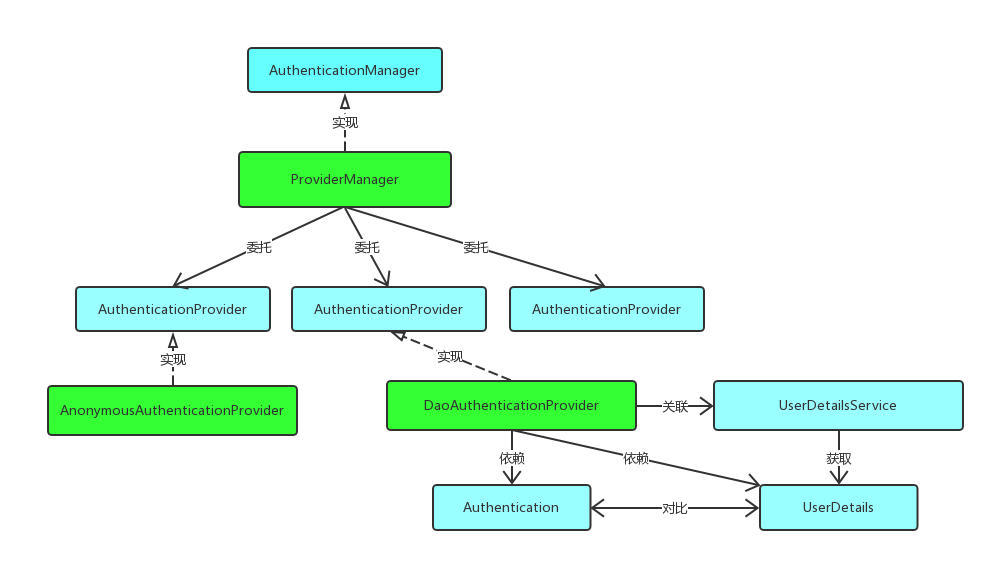 AuthenticationManager
实现
ProviderManager
委托
委托
委托
AuthenticationProvider
AuthenticationProvider
AuthenticationProvider
实现
实现
AnonymousAuthenticationProvider
DaoAuthenticationProvider
关联
UserDetailsService
依赖
依赖
获取
Authentication
对比
UserDetails